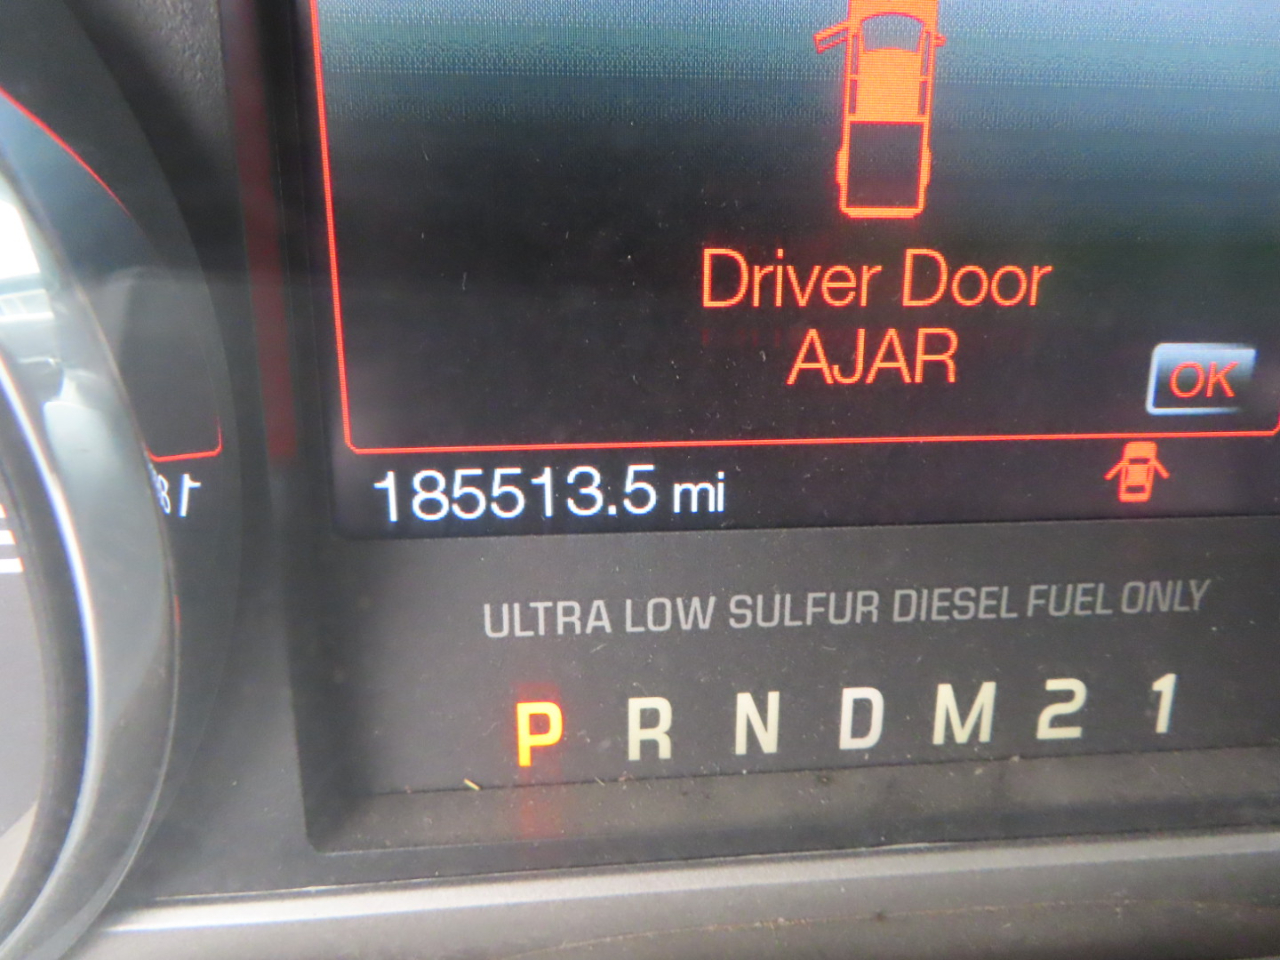 Driver Door
AJAR
OK
185513.5 mi
ULTRA LOW SULFUR DIESEL FUEL ONLY
P R N D M 2 1